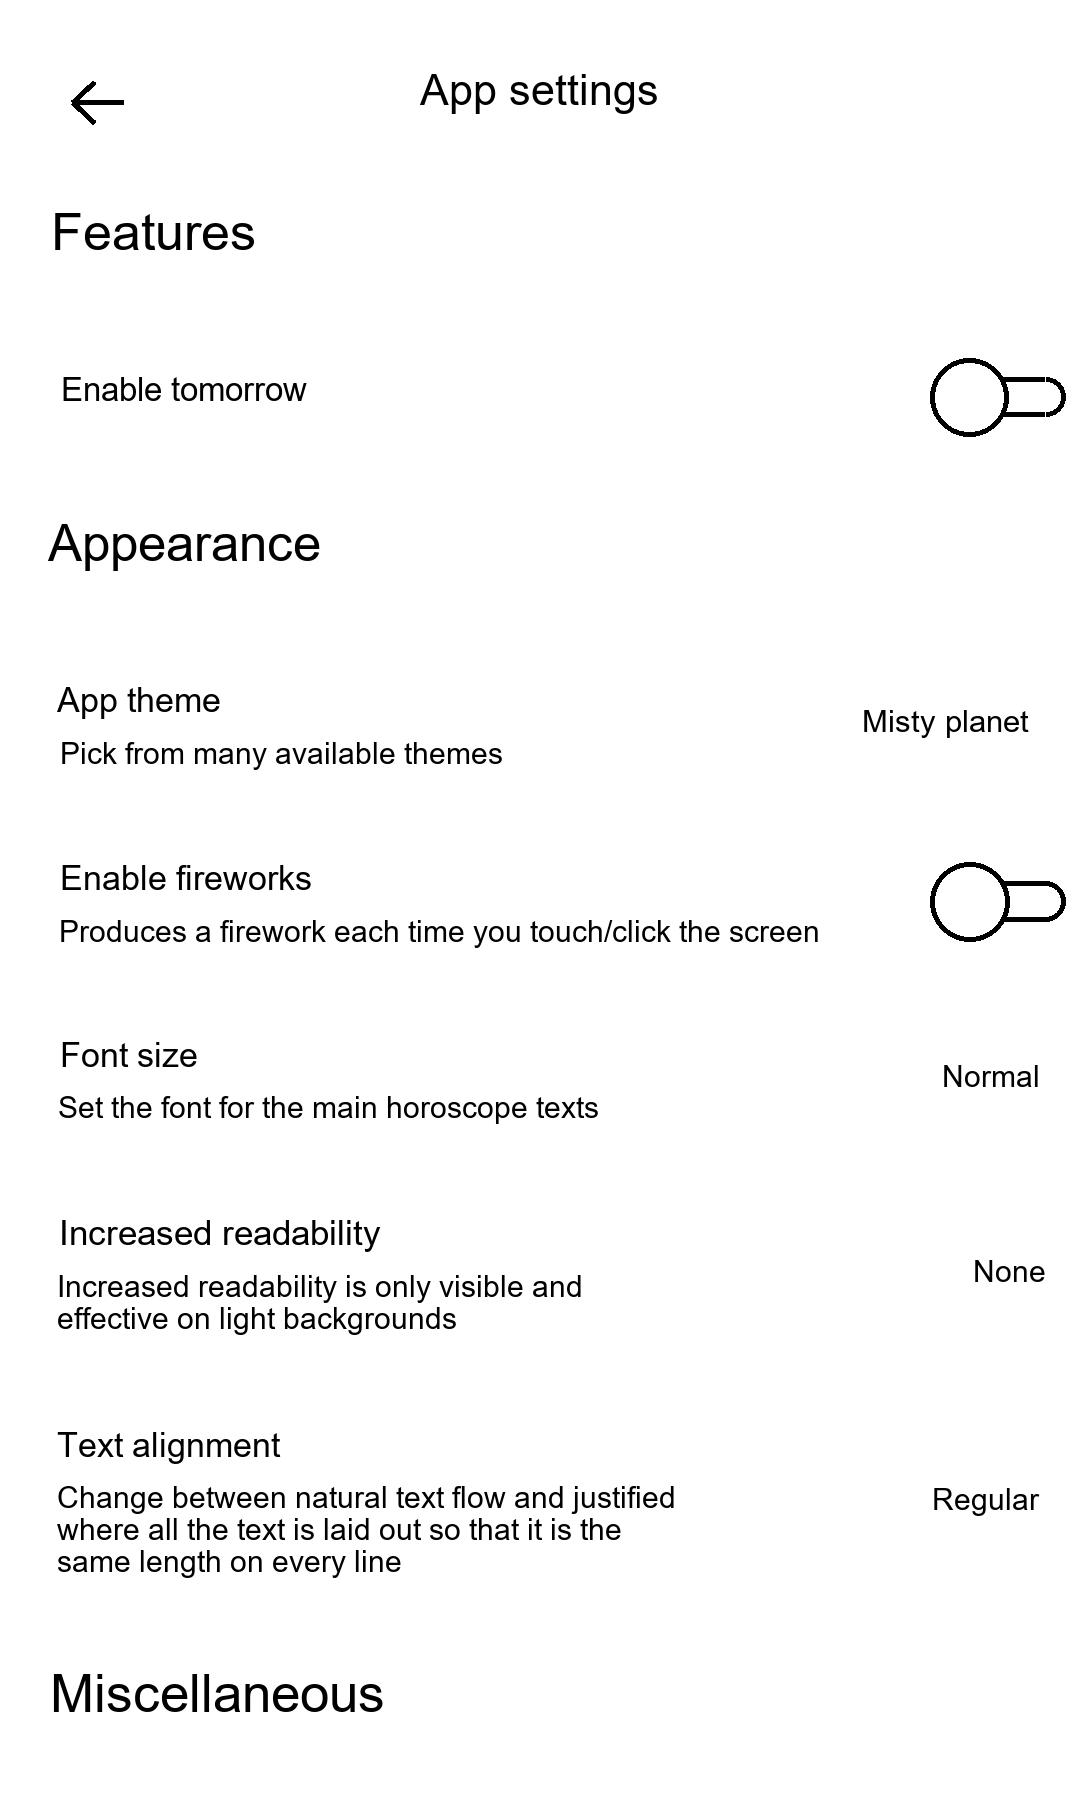 App settings
Features
Enable tomorrow
Appearance
App theme
Pick from many available themes
Misty planet
Enable fireworks
Produces a firework each time you touch/click the screen
Font size
Set the font for the main horoscope texts
Normal
Increased readability
Increased readability is only visible and
effective on light backgrounds
None
Text alignment
Change between natural text flow and justified
where all the text is laid out so that it is the
same length on every line
Regular
Miscellaneous